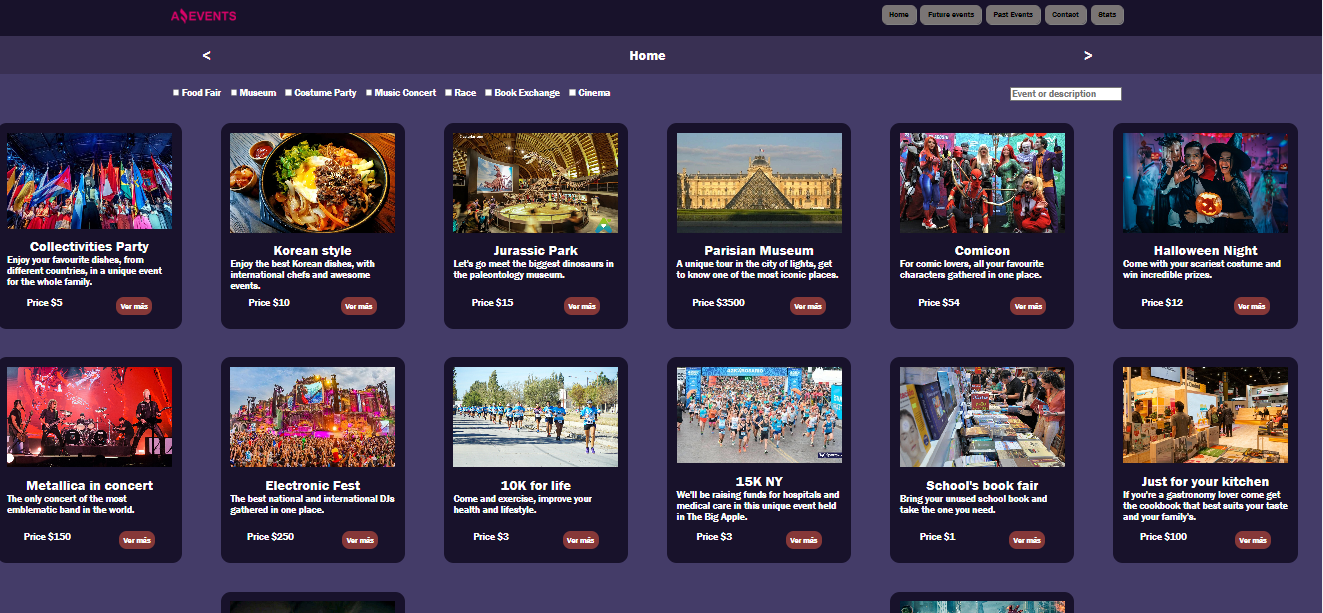 A EVENTS
Home
Future events
Past Events
Contact
Stats
<
Home
>
Food Fair
Museum
Costume Party
Music Concert
Race
Book Exchange
Cinema
Event or description
Collectivities Party
Enjoy your favourite dishes, from
different countries, in a unique event
for the whole family.
Price $5
Ver más
Korean style
Enjoy the best Korean dishes, with
international chefs and awesome
events.
Price $10
Ver más
Jurassic Park
Let's go meet the biggest dinosaurs in
the paleontology museum.
Price $15
Ver más
Parisian Museum
A unique tour in the city of lights, get
to know one of the most iconic places.
Price $3500
Ver más
Comicon
For comic lovers, all your favourite
characters gathered in one place.
Price $54
Ver más
Halloween Night
Come with your scariest costume and
win incredible prizes.
Price $12
Ver más
Metallica in concert
The only concert of the most
emblematic band in the world.
Price $150
Ver más
Electronic Fest
The best national and international DJs
gathered in one place.
Price $250
Ver más
10K for life
Come and exercise, improve your
health and lifestyle.
Price $3
Ver más
15K NY
We'll be raising funds for hospitals and
medical care in this unique event held
in The Big Apple.
Price $3
Ver más
School's book fair
Bring your unused school book and
take the one you need.
Price $1
Ver más
Just for your kitchen
If you're a gastronomy lover come get
the cookbook that best suits your taste
and your family's.
Price $100
Ver más